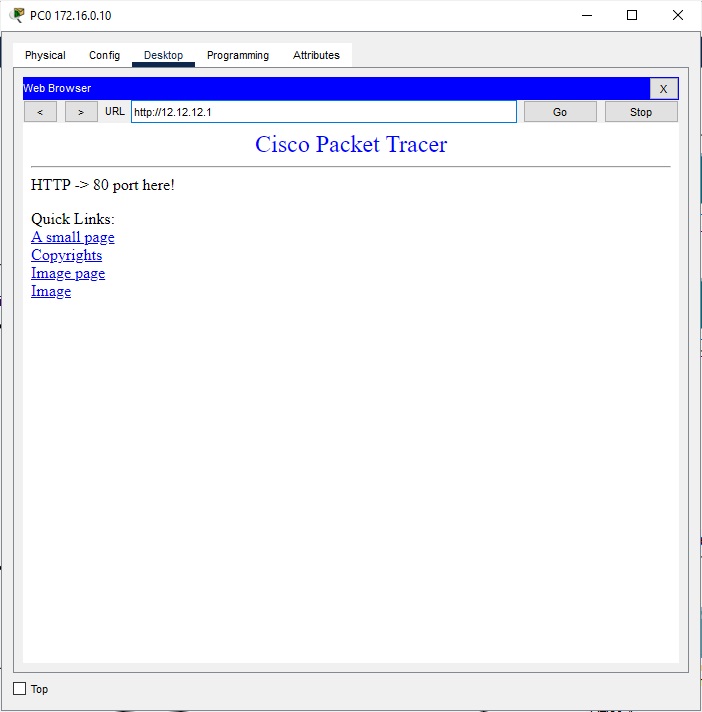 PC0 172.16.0.10
Physical Config Desktop Programming Attributes
Web Browser X
< > URL http://12.12.12.1 Go Stop
Cisco Packet Tracer
HTTP -> 80 port here!
Quick Links:
A small page
Copyrights
Image page
Image
Top